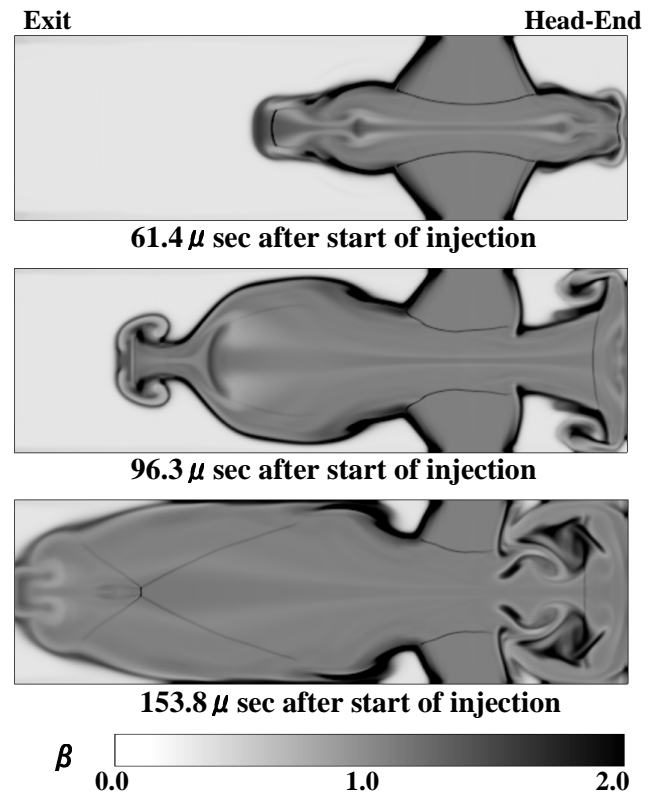 Exit Head-End
61.4 μ sec after start of injection
96.3 μ sec after start of injection
153.8 μ sec after start of injection
β
0.0 1.0 2.0